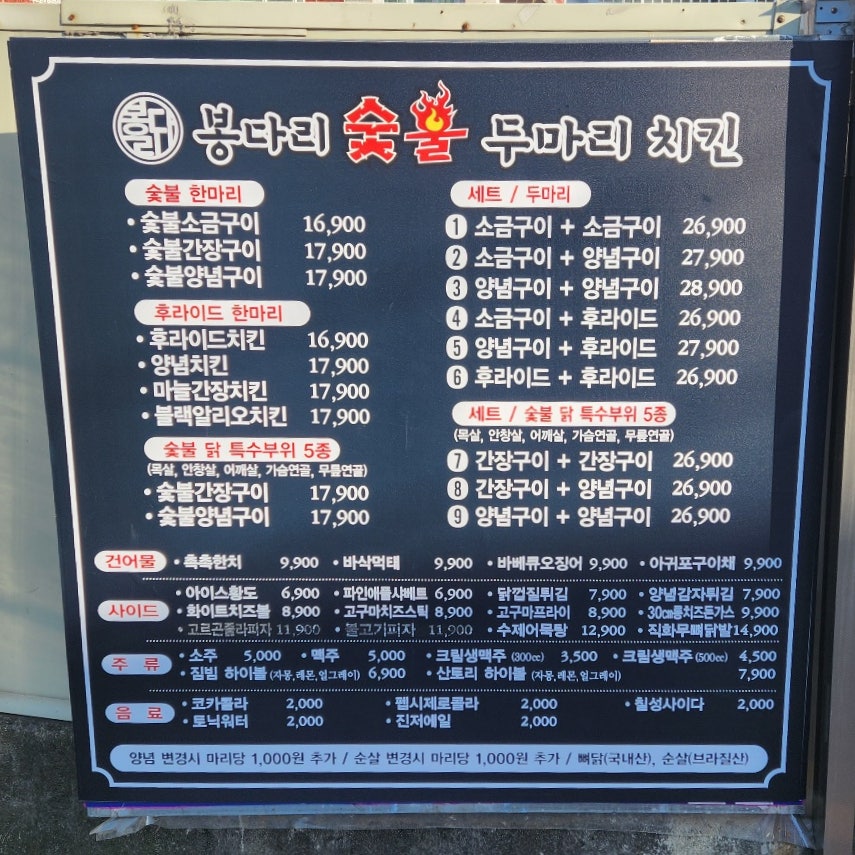 봉다리
봉다리 숯불 두마리 치킨
숯불 한마리
• 숯불소금구이 16,900
• 숯불간장구이 17,900
• 숯불양념구이 17,900
후라이드 한마리
• 후라이드치킨 16,900
• 양념치킨 17,900
• 마늘간장치킨 17,900
• 블랙알리오치킨 17,900
숯불 닭 특수부위 5종
(목살, 안창살, 어깨살, 가슴연골, 무릎연골)
• 숯불간장구이 17,900
• 숯불양념구이 17,900
세트 / 두마리
1 소금구이 + 소금구이 26,900
2 소금구이 + 양념구이 27,900
3 양념구이 + 양념구이 28,900
4 소금구이 + 후라이드 26,900
5 양념구이 + 후라이드 27,900
6 후라이드 + 후라이드 26,900
세트 / 숯불 닭 특수부위 5종
(목살, 안창살, 어깨살, 가슴연골, 무릎연골)
7 간장구이 + 간장구이 26,900
8 간장구이 + 양념구이 26,900
9 양념구이 + 양념구이 26,900
건어물 • 촉촉한치 9,900 • 바삭먹태 9,900 • 바베큐오징어 9,900 • 아귀포구이채 9,900
사이드
• 아이스황도 6,900 • 파인애플샤베트 6,900 • 닭껍질튀김 7,900 • 양념감자튀김 7,900
• 화이트치즈볼 8,900 • 고구마치즈스틱 8,900 • 고구마프라이 8,900 • 30cm롱치즈돈가스 9,900
• 고르곤졸라피자 11,900 • 불고기피자 11,900 • 수제어묵탕 12,900 • 직화무뼈닭발 14,900
주 류
• 소주 5,000 • 맥주 5,000 • 크림생맥주 (300cc) 3,500 • 크림생맥주 (500cc) 4,500
• 짐빔 하이볼 (자몽,레몬,얼그레이) 6,900 • 산토리 하이볼 (자몽,레몬,얼그레이) 7,900
음 료
• 코카콜라 2,000 • 펩시제로콜라 2,000 • 칠성사이다 2,000
• 토닉워터 2,000 • 진저에일 2,000
양념 변경시 마리당 1,000원 추가 / 순살 변경시 마리당 1,000원 추가 / 뼈닭(국내산), 순살(브라질산)